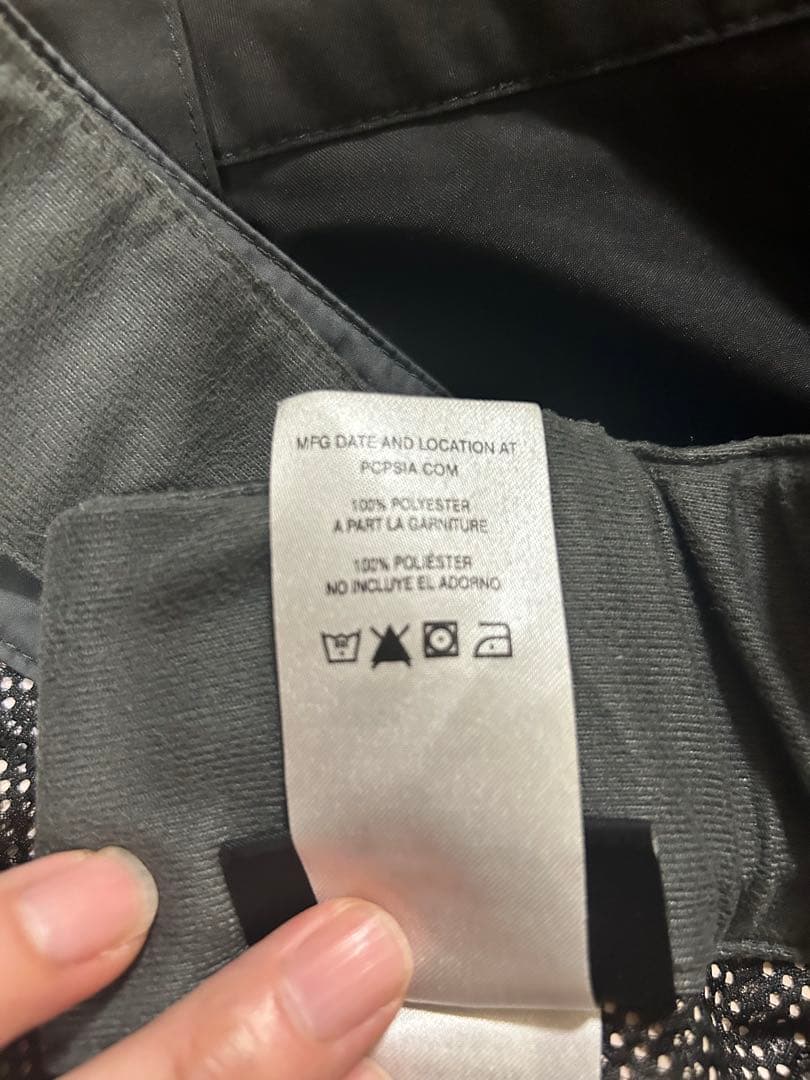 MFG DATE AND LOCATION AT
PCPSIA.COM
100% POLYESTER
A PART LA GARNITURE
100% POLIÉSTER
NO INCLUYE EL ADORNO